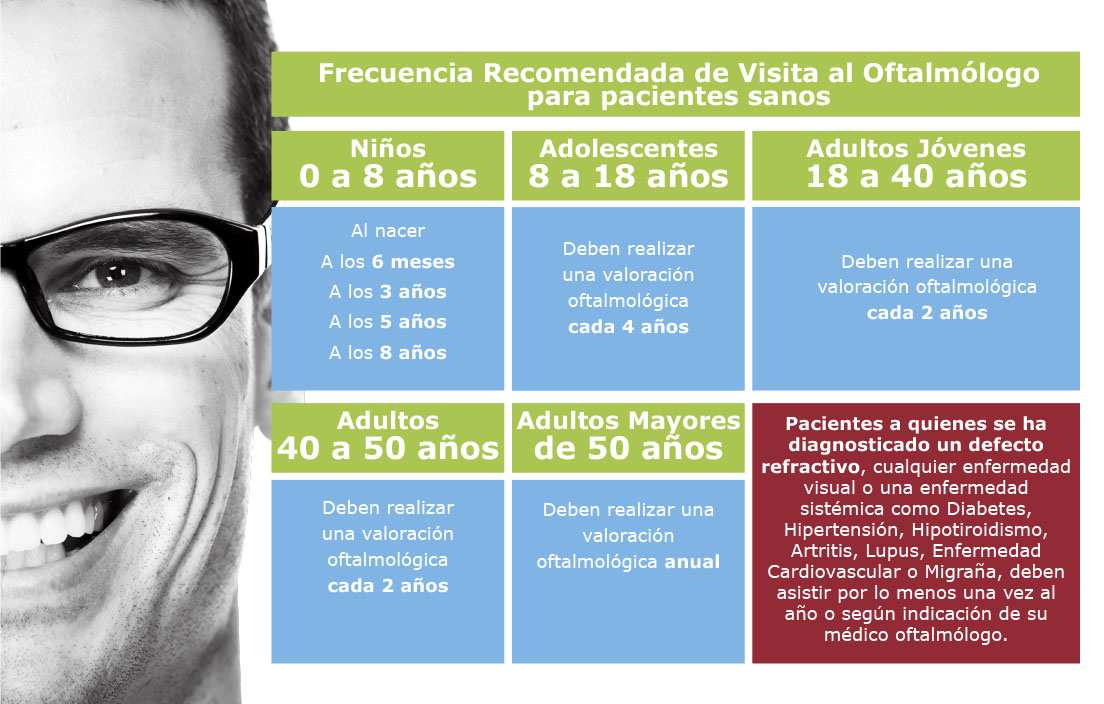 Frecuencia Recomendada de Visita al Oftalmólogo
para pacientes sanos
Niños
0 a 8 años
Al nacer
A los 6 meses
A los 3 años
A los 5 años
A los 8 años
Adolescentes
8 a 18 años
Deben realizar
una valoración
oftalmológica
cada 4 años
Adultos Jóvenes
18 a 40 años
Deben realizar una
valoración oftalmológica
cada 2 años
Adultos
40 a 50 años
Deben realizar
una valoración
oftalmológica
cada 2 años
Adultos Mayores
de 50 años
Deben realizar una
valoración
oftalmológica anual
Pacientes a quienes se ha
diagnosticado un defecto
refractivo, cualquier enfermedad
visual o una enfermedad
sistémica como Diabetes,
Hipertensión, Hipotiroidismo,
Artritis, Lupus, Enfermedad
Cardiovascular o Migraña, deben
asistir por lo menos una vez al
año o según indicación de su
médico oftalmólogo.